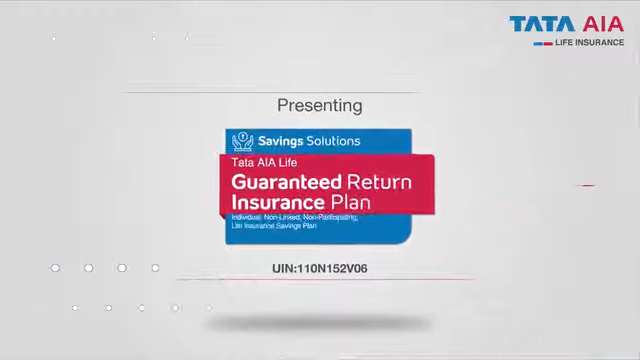 TATA AIA
LIFE INSURANCE
Presenting
Savings Solutions
Tata AIA Life
Guaranteed Return
Insurance Plan
Individual, Non-Linked, Non-Participating,
Life Insurance Savings Plan
UIN:110N152V06